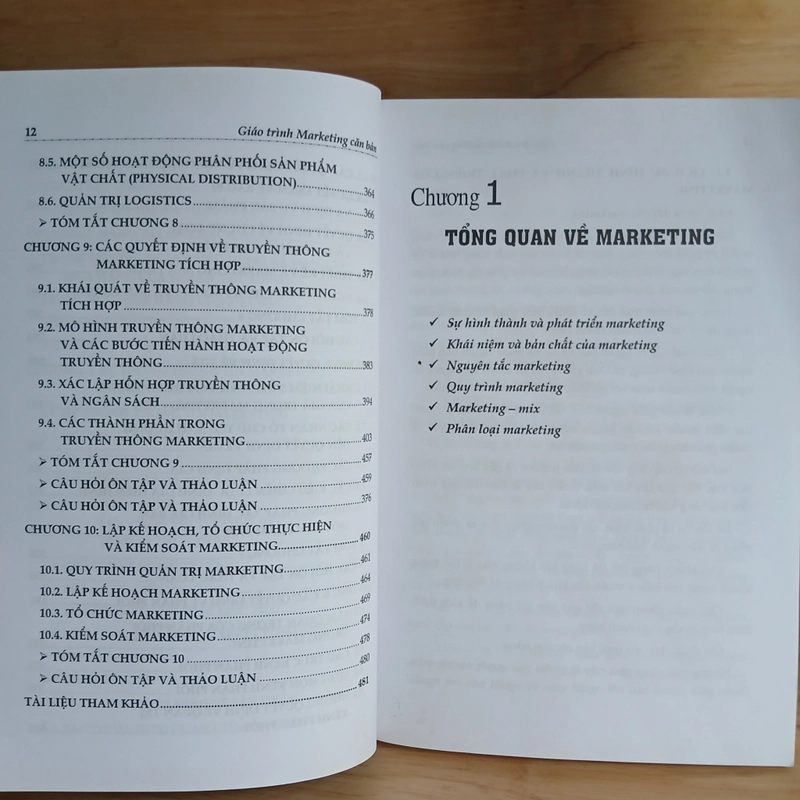 12
Giáo trình Marketing căn bản
8.5. MỘT SỐ HOẠT ĐỘNG PHÂN PHỐI SẢN PHẨM
VẬT CHẤT (PHYSICAL DISTRIBUTION) 364
8.6. QUẢN TRỊ LOGISTICS 366
➢ TÓM TẮT CHƯƠNG 8 375
CHƯƠNG 9: CÁC QUYẾT ĐỊNH VỀ TRUYỀN THÔNG
MARKETING TÍCH HỢP 377
9.1. KHÁI QUÁT VỀ TRUYỀN THÔNG MARKETING
TÍCH HỢP 378
9.2. MÔ HÌNH TRUYỀN THÔNG MARKETING
VÀ CÁC BƯỚC TIẾN HÀNH HOẠT ĐỘNG
TRUYỀN THÔNG 383
9.3. XÁC LẬP HỖN HỢP TRUYỀN THÔNG
VÀ NGÂN SÁCH 394
9.4. CÁC THÀNH PHẦN TRONG
TRUYỀN THÔNG MARKETING 403
➢ TÓM TẮT CHƯƠNG 9 457
➢ CÂU HỎI ÔN TẬP VÀ THẢO LUẬN 459
➢ CÂU HỎI ÔN TẬP VÀ THẢO LUẬN 376
CHƯƠNG 10: LẬP KẾ HOẠCH, TỔ CHỨC THỰC HIỆN
VÀ KIỂM SOÁT MARKETING 460
10.1. QUY TRÌNH QUẢN TRỊ MARKETING 461
10.2. LẬP KẾ HOẠCH MARKETING 464
10.3. TỔ CHỨC MARKETING 469
10.4. KIỂM SOÁT MARKETING 474
➢ TÓM TẮT CHƯƠNG 10 478
➢ CÂU HỎI ÔN TẬP VÀ THẢO LUẬN 480
TÀI LIỆU THAM KHẢO 481
Chương 1
TỔNG QUAN VỀ MARKETING
✓ Sự hình thành và phát triển marketing
✓ Khái niệm và bản chất của marketing
✓ Nguyên tắc marketing
✓ Quy trình marketing
✓ Marketing – mix
✓ Phân loại marketing